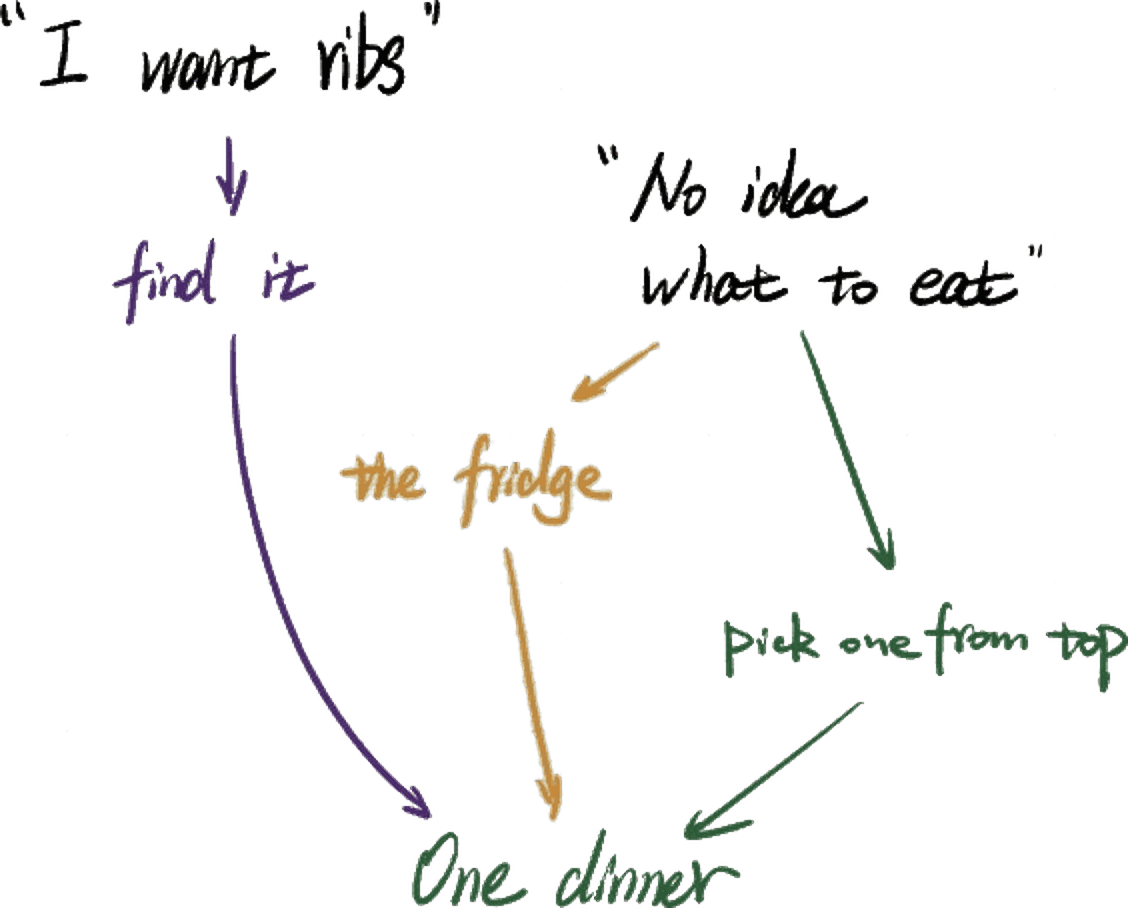 "I want ribs"
"No idea
what to eat"
find it
the fridge
pick one from top
One dinner